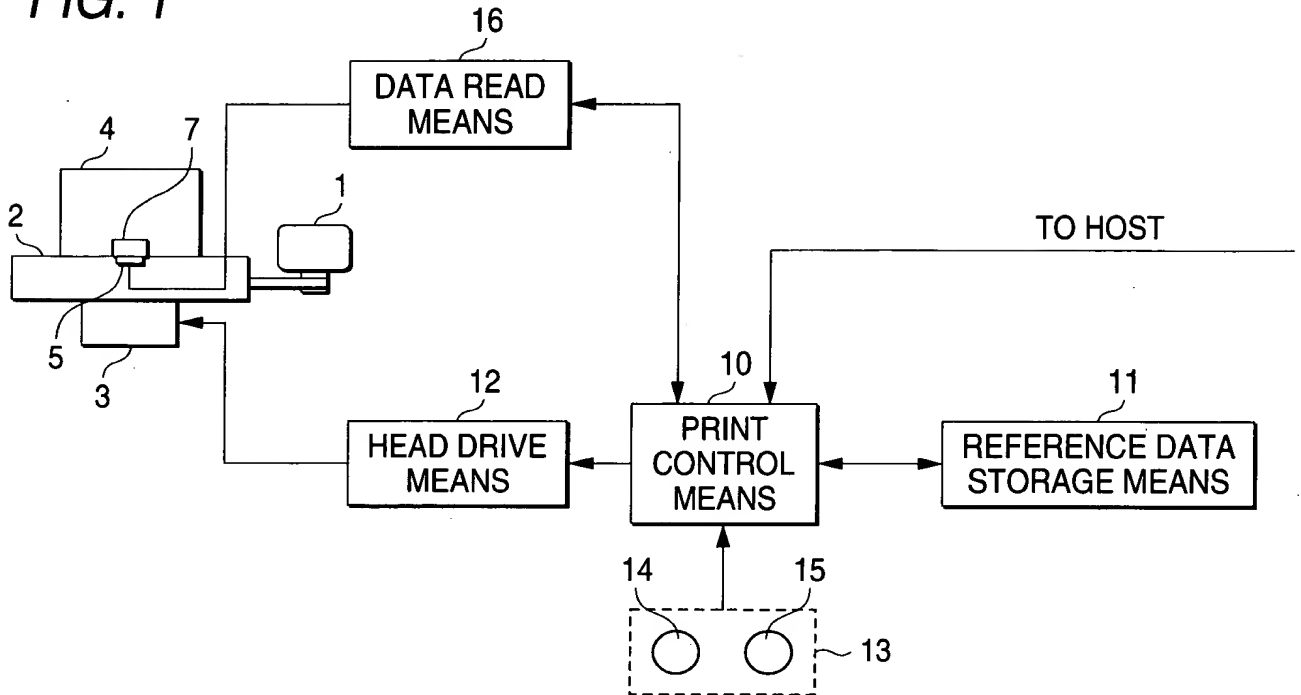 FIG. 1
16
DATA READ
MEANS
4
7
1
2
TO HOST
5
3
12
10
11
HEAD DRIVE
MEANS
PRINT
CONTROL
MEANS
REFERENCE DATA
STORAGE MEANS
14
15
13